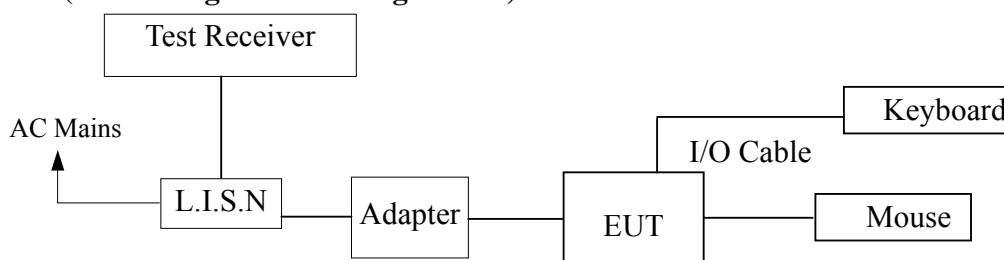 Test Receiver
Keyboard
AC Mains
I/O Cable
L.I.S.N
Adapter
EUT
Mouse